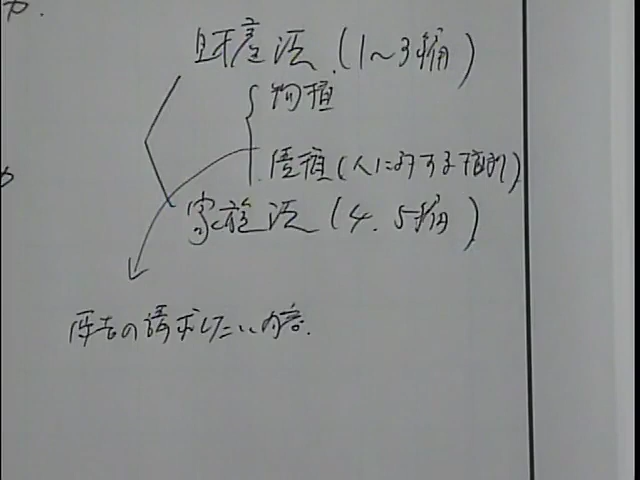 か.
財産法 (1〜3編)
物権
債権 (人に対する権利)
家族法 (4、5編)
原告の請求したい内容.